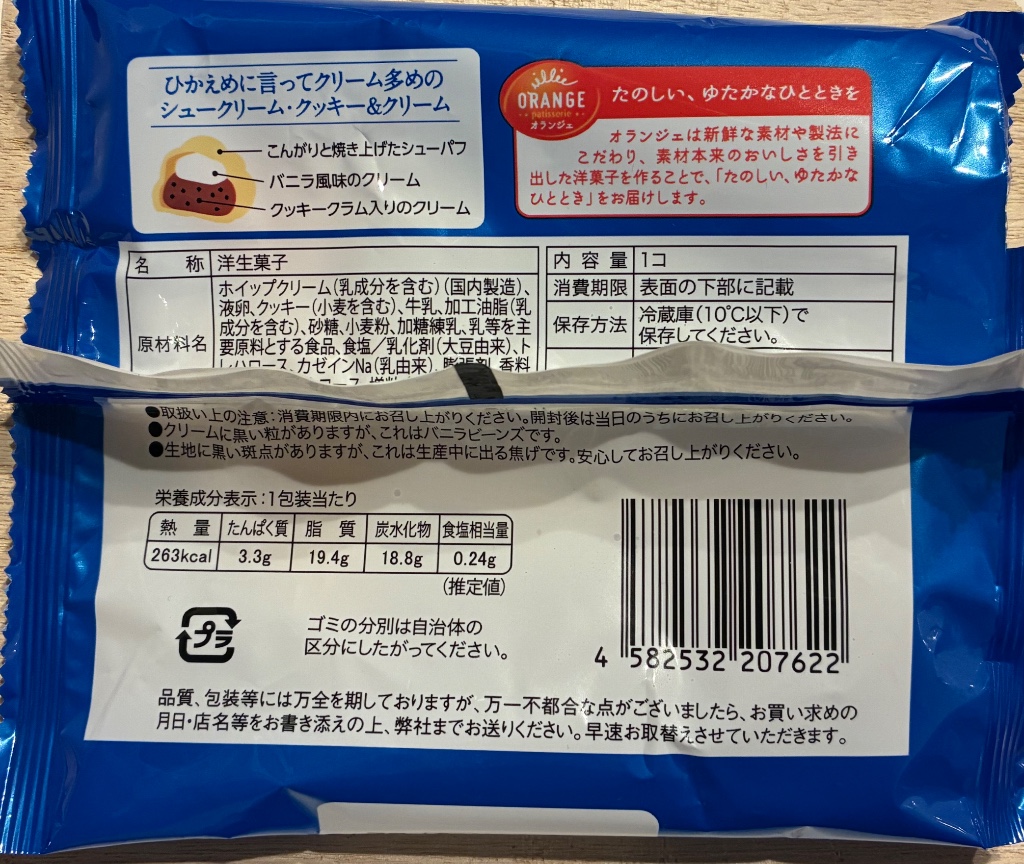 ひかえめに言ってクリーム多めの
シュークリーム・クッキー&クリーム
こんがりと焼き上げたシューパフ
バニラ風味のクリーム
クッキークラム入りのクリーム
ORANGE
patisserie
オランジェ
たのしい、ゆたかなひとときを
オランジェは新鮮な素材や製法に
こだわり、素材本来のおいしさを引き
出した洋菓子を作ることで、「たのしい、ゆたかな
ひととき」をお届けします。
名 称 洋生菓子
原材料名
ホイップクリーム(乳成分を含む)(国内製造)、
液卵、クッキー(小麦を含む)、牛乳、加工油脂(乳
成分を含む)、砂糖、小麦粉、加糖練乳、乳等を主
要原料とする食品、食塩/乳化剤(大豆由来)、ト
レハロース、カゼインNa(乳由来)、膨張剤、香料
内 容 量 1コ
消費期限 表面の下部に記載
保存方法 冷蔵庫(10℃以下)で
保存してください。
●取扱い上の注意:消費期限内にお召し上がりください。開封後は当日のうちにお召し上がりください。
●クリームに黒い粒がありますが、これはバニラビーンズです。
●生地に黒い斑点がありますが、これは生産中に出る焦げです。安心してお召し上がりください。
栄養成分表示:1包装当たり
熱 量 たんぱく質 脂 質 炭水化物 食塩相当量
263kcal 3.3g 19.4g 18.8g 0.24g
(推定値)
プラ
ゴミの分別は自治体の
区分にしたがってください。
4 582532 207622
品質、包装等には万全を期しておりますが、万一不都合な点がございましたら、お買い求めの
月日・店名等をお書き添えの上、弊社までお送りください。早速お取替えさせていただきます。